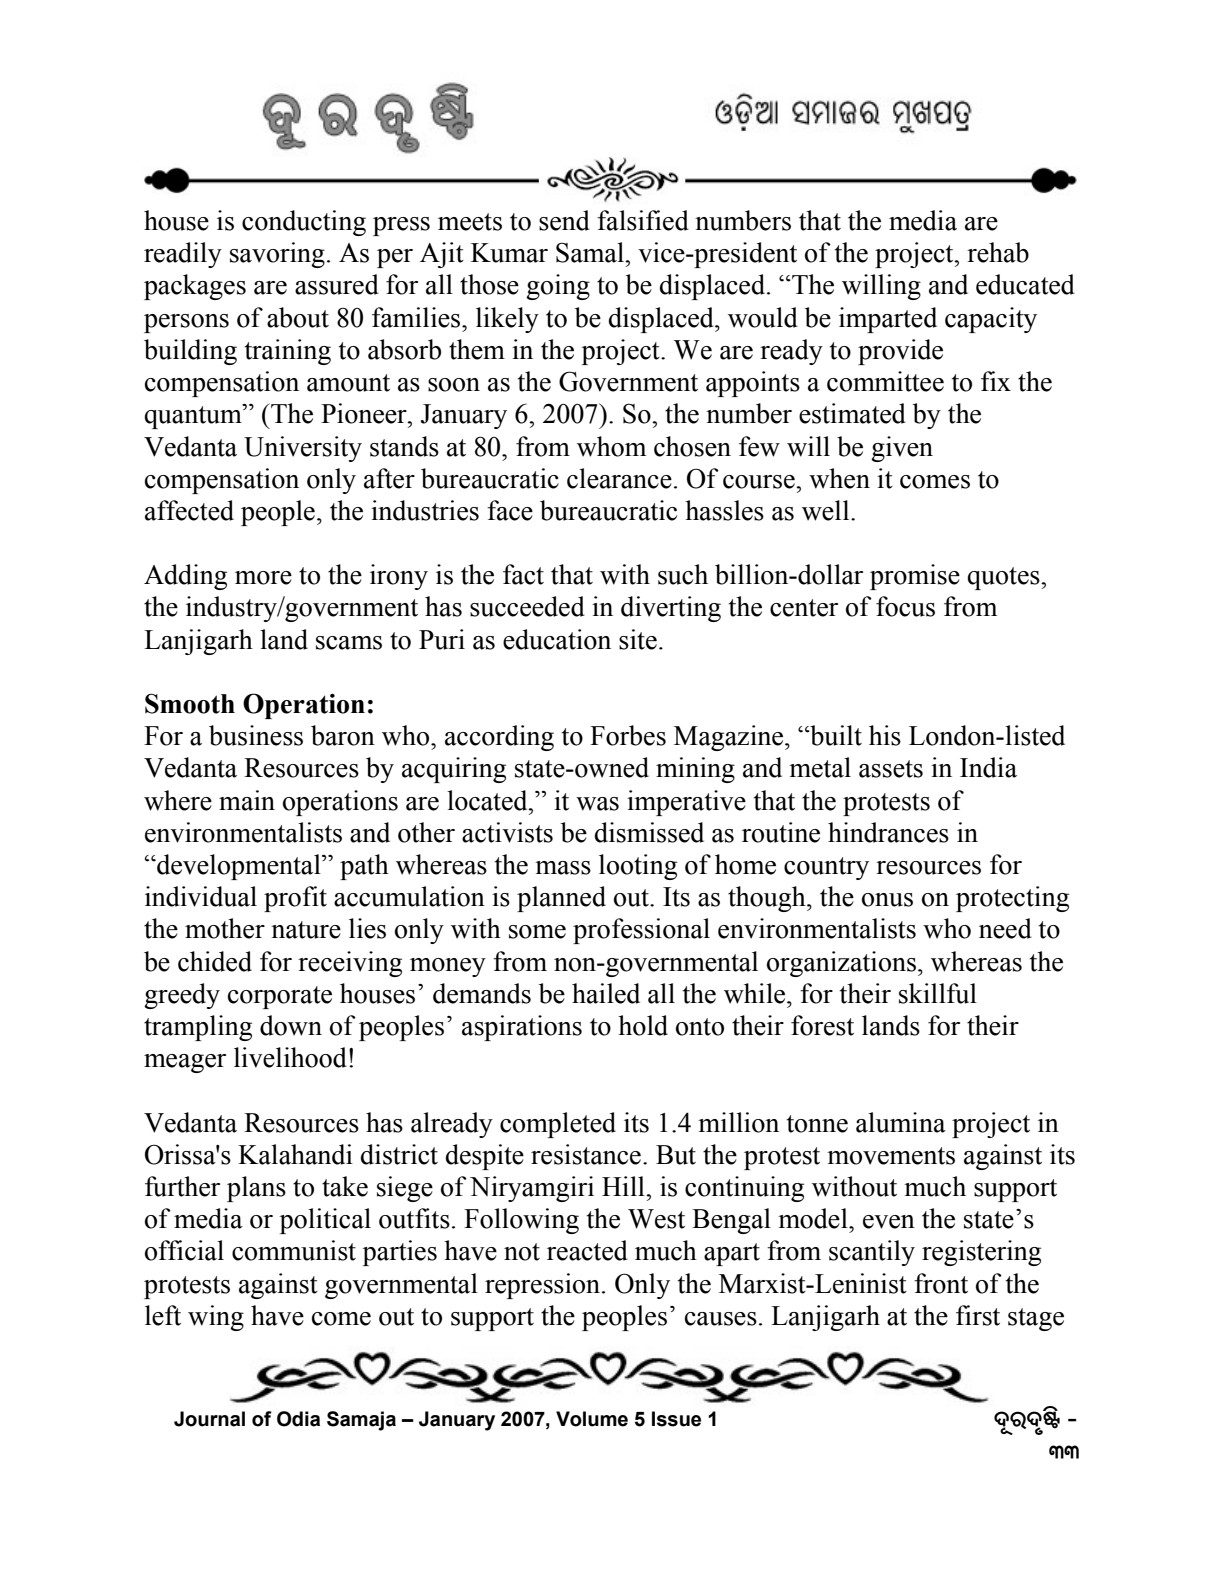 ଦୂରଦୃଷ୍ଟି
ଓଡ଼ିଆ ସମାଜର ମୁଖପତ୍ର
house is conducting press meets to send falsified numbers that the media are
readily savoring. As per Ajit Kumar Samal, vice-president of the project, rehab
packages are assured for all those going to be displaced. “The willing and educated
persons of about 80 families, likely to be displaced, would be imparted capacity
building training to absorb them in the project. We are ready to provide
compensation amount as soon as the Government appoints a committee to fix the
quantum” (The Pioneer, January 6, 2007). So, the number estimated by the
Vedanta University stands at 80, from whom chosen few will be given
compensation only after bureaucratic clearance. Of course, when it comes to
affected people, the industries face bureaucratic hassles as well.
Adding more to the irony is the fact that with such billion-dollar promise quotes,
the industry/government has succeeded in diverting the center of focus from
Lanjigarh land scams to Puri as education site.
Smooth Operation:
For a business baron who, according to Forbes Magazine, “built his London-listed
Vedanta Resources by acquiring state-owned mining and metal assets in India
where main operations are located,” it was imperative that the protests of
environmentalists and other activists be dismissed as routine hindrances in
“developmental” path whereas the mass looting of home country resources for
individual profit accumulation is planned out. Its as though, the onus on protecting
the mother nature lies only with some professional environmentalists who need to
be chided for receiving money from non-governmental organizations, whereas the
greedy corporate houses’ demands be hailed all the while, for their skillful
trampling down of peoples’ aspirations to hold onto their forest lands for their
meager livelihood!
Vedanta Resources has already completed its 1.4 million tonne alumina project in
Orissa's Kalahandi district despite resistance. But the protest movements against its
further plans to take siege of Niryamgiri Hill, is continuing without much support
of media or political outfits. Following the West Bengal model, even the state’s
official communist parties have not reacted much apart from scantily registering
protests against governmental repression. Only the Marxist-Leninist front of the
left wing have come out to support the peoples’ causes. Lanjigarh at the first stage
Journal of Odia Samaja – January 2007, Volume 5 Issue 1
ଦୂରଦୃଷ୍ଟି -
୩୩